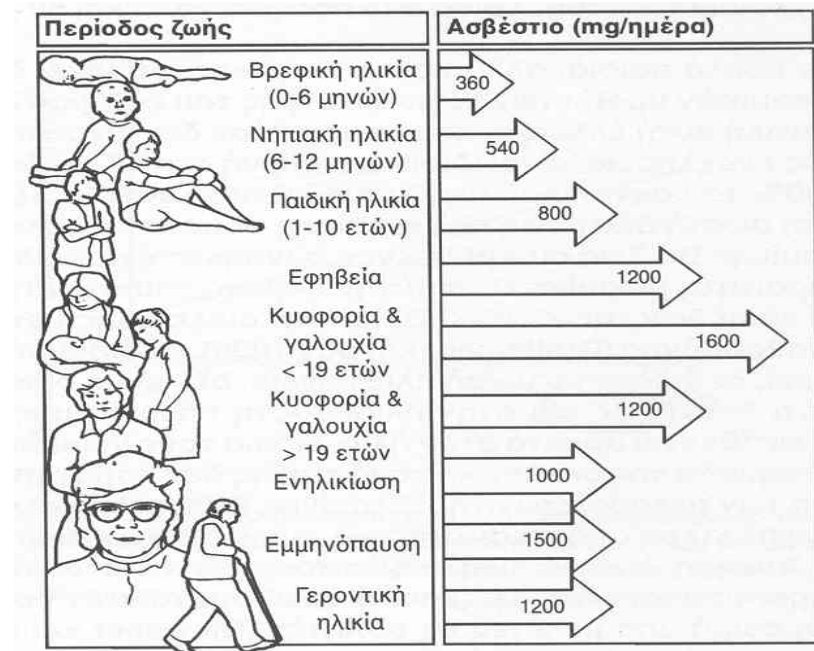 Περίοδος ζωής
Ασβέστιο (mg/ημέρα)
Βρεφική ηλικία
(0-6 μηνών)
360
Νηπιακή ηλικία
(6-12 μηνών)
540
Παιδική ηλικία
(1-10 ετών)
800
Εφηβεία
1200
Κυοφορία &
γαλουχία
< 19 ετών
1600
Κυοφορία &
γαλουχία
> 19 ετών
1200
Ενηλικίωση
1000
Εμμηνόπαυση
1500
Γεροντική
ηλικία
1200